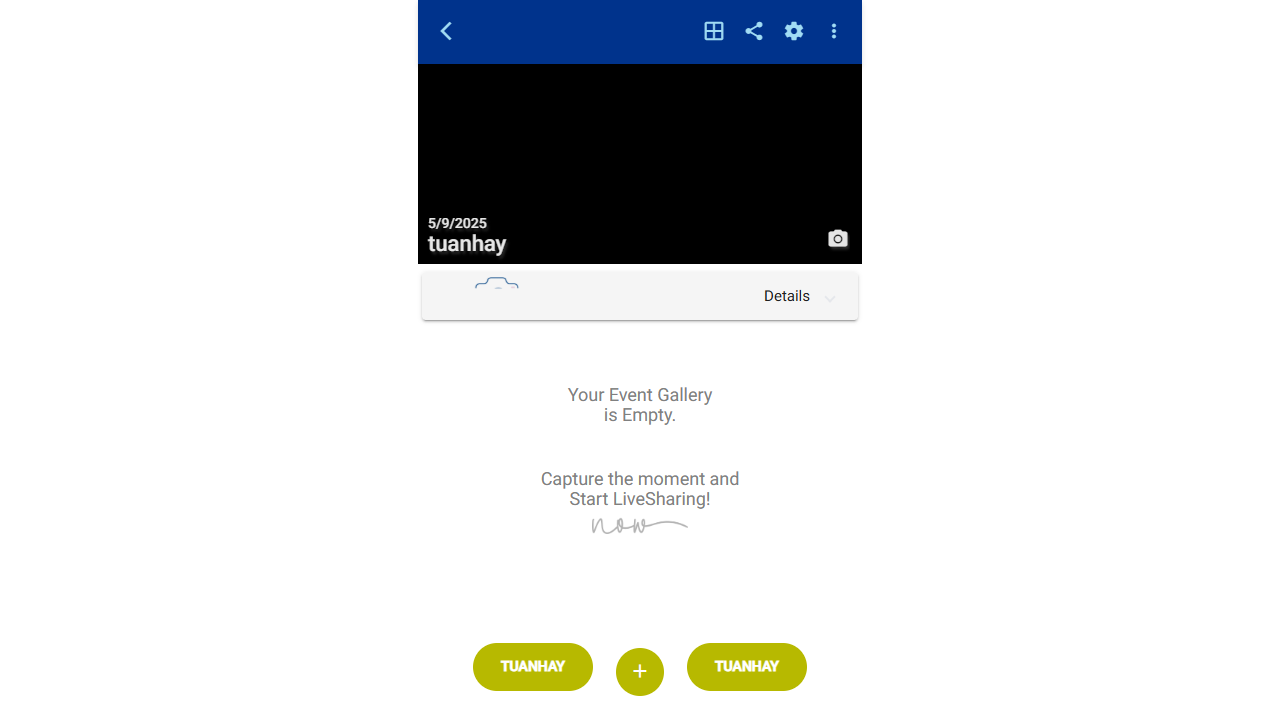 5/9/2025
tuanhay
Details
Your Event Gallery
is Empty.
Capture the moment and
Start LiveSharing!
now
TUANHAY
+
TUANHAY